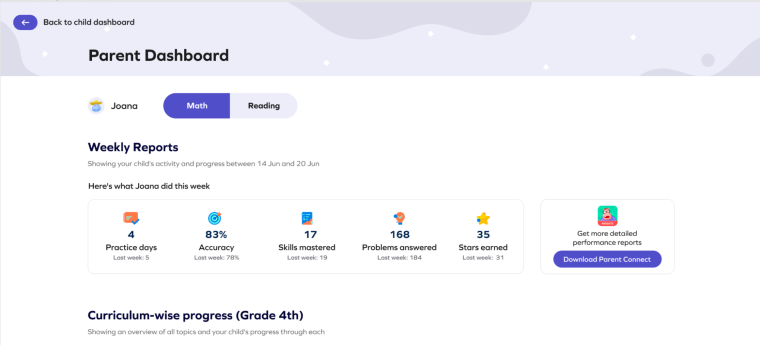 Back to child dashboard
Parent Dashboard
Joana
Math
Reading
Weekly Reports
Showing your child's activity and progress between 14 Jun and 20 Jun
Here's what Joana did this week
4
Practice days
Last week: 5
83%
Accuracy
Last week: 78%
17
Skills mastered
Last week: 19
168
Problems answered
Last week: 184
35
Stars earned
Last week: 31
Get more detailed
performance reports
Download Parent Connect
Curriculum-wise progress (Grade 4th)
Showing an overview of all topics and your child's progress through each